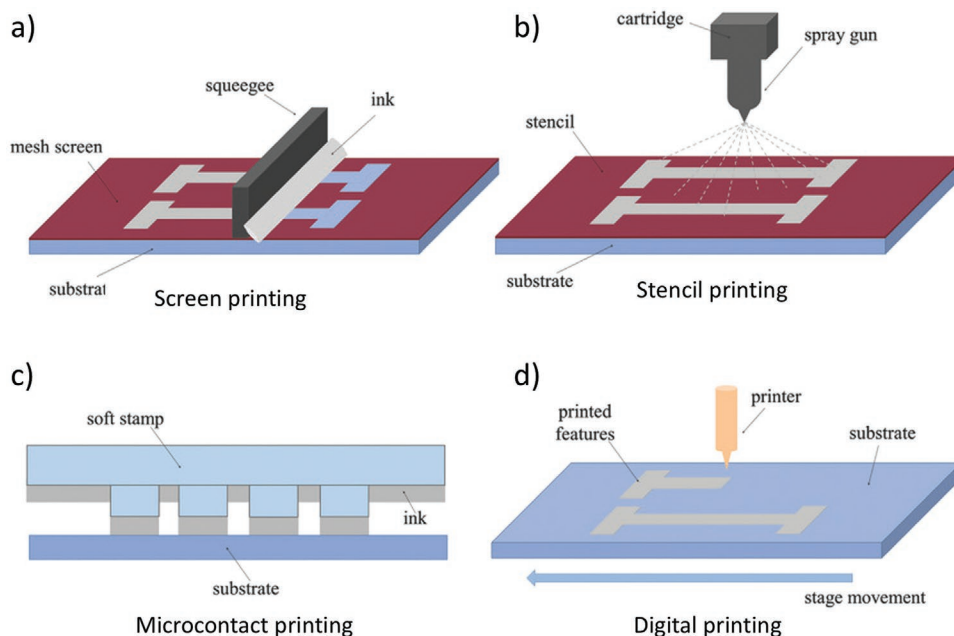 a)
squeegee
ink
mesh screen
substrat
Screen printing
b)
cartridge
spray gun
stencil
substrate
Stencil printing
c)
soft stamp
ink
substrate
Microcontact printing
d)
printer
printed
features
substrate
stage movement
Digital printing